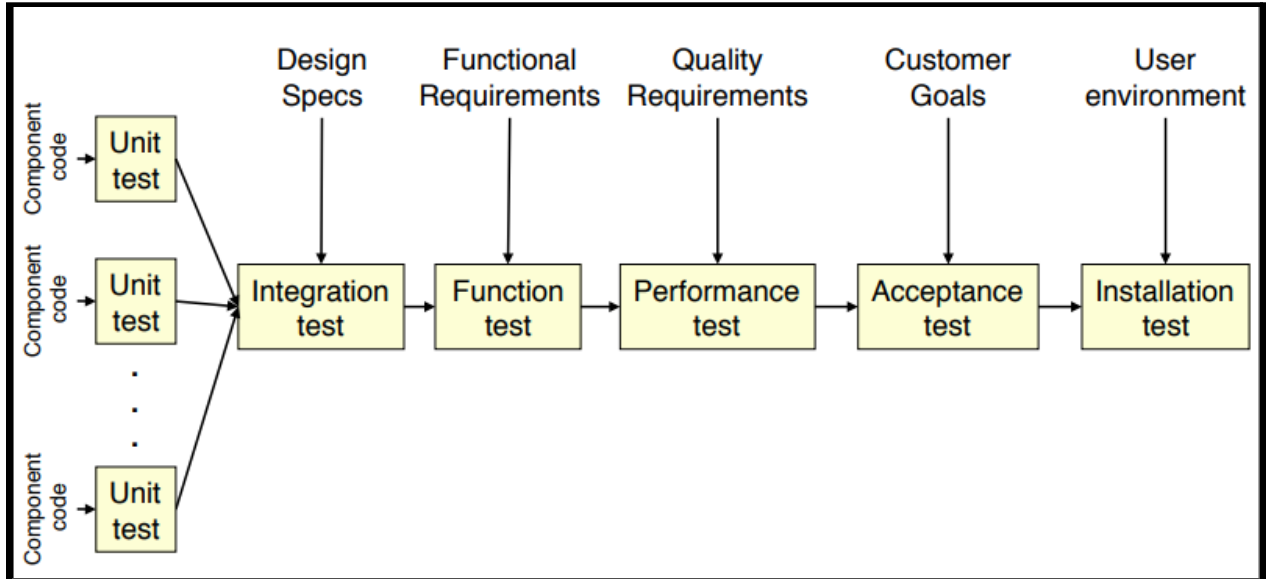 Design
Specs
Functional
Requirements
Quality
Requirements
Customer
Goals
User
environment
Component
code
Unit
test
Component
code
Unit
test
Integration
test
Function
test
Performance
test
Acceptance
test
Installation
test
.
.
.
Component
code
Unit
test